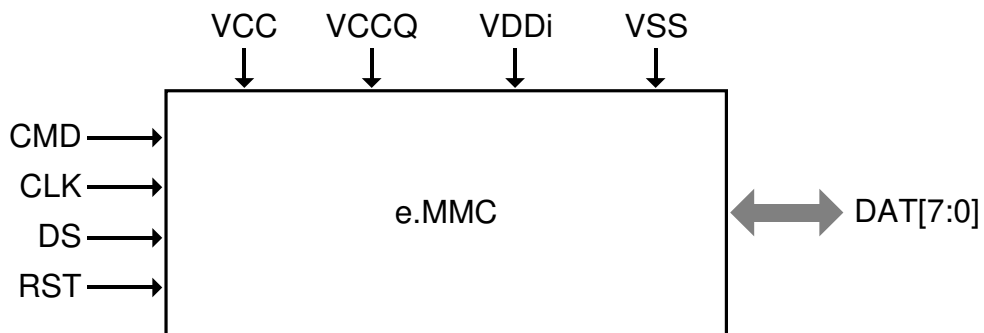 VCC VCCQ VDDi VSS
CMD
CLK
e.MMC
DAT[7:0]
DS
RST